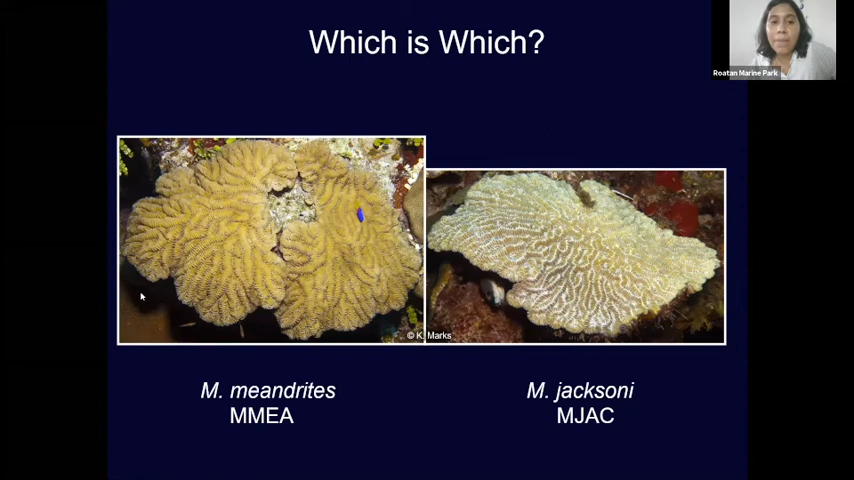 Which is Which?
Roatan Marine Park
© K. Marks
M. meandrites
MMEA
M. jacksoni
MJAC